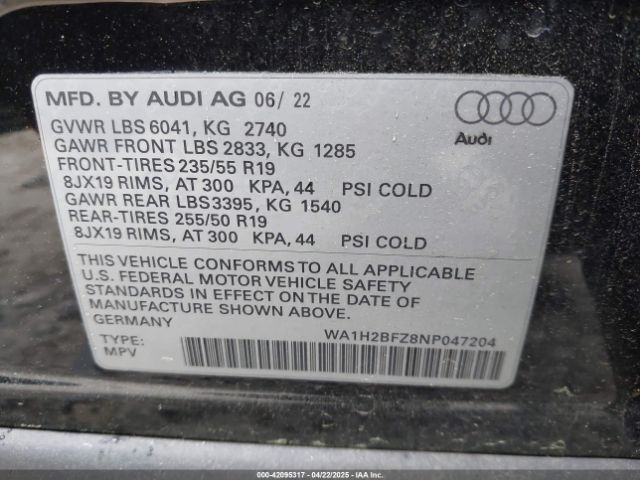 MFD. BY AUDI AG 06/ 22
Audi
GVWR LBS 6041, KG 2740
GAWR FRONT LBS 2833, KG 1285
FRONT-TIRES 235/55 R19
8JX19 RIMS, AT 300 KPA, 44 PSI COLD
GAWR REAR LBS3395, KG 1540
REAR-TIRES 255/50 R19
8JX19 RIMS, AT 300 KPA, 44 PSI COLD
THIS VEHICLE CONFORMS TO ALL APPLICABLE
U.S. FEDERAL MOTOR VEHICLE SAFETY
STANDARDS IN EFFECT ON THE DATE OF
MANUFACTURE SHOWN ABOVE.
GERMANY
WA1H2BFZ8NP047204
TYPE:
MPV
000-42095317 - 04/22/2025 - IAAI.COM